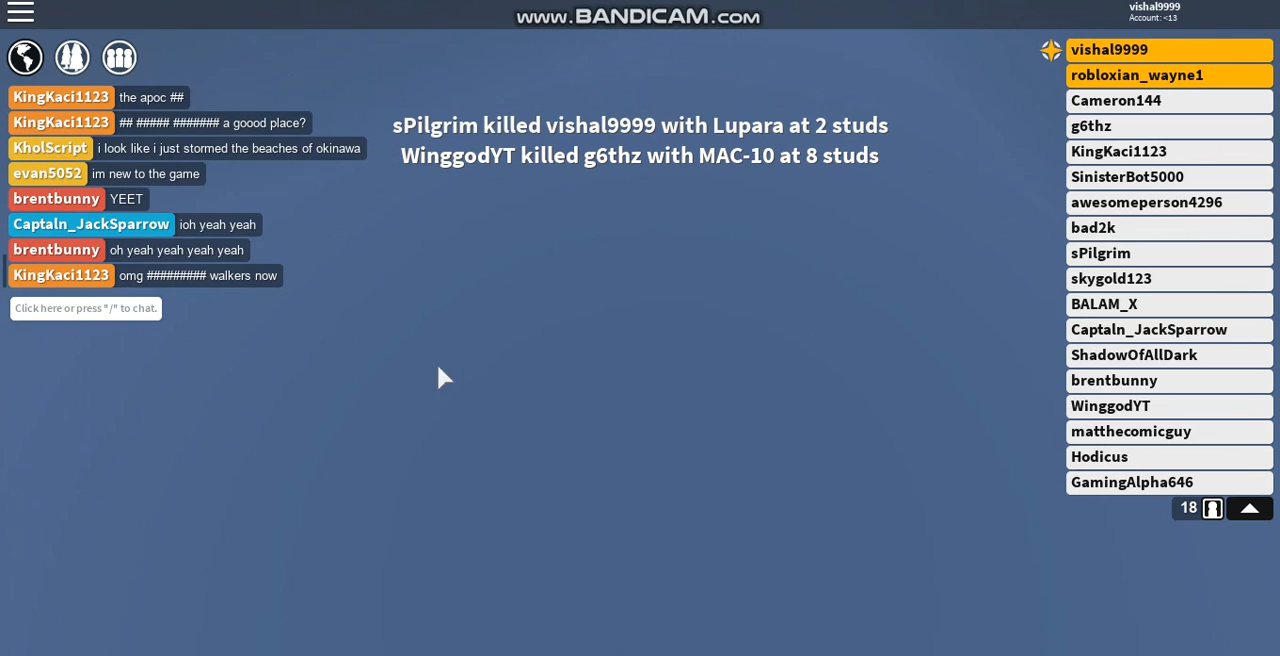 www.BANDICAM.com
vishal9999
Account: <13
KingKaci1123 the apoc ##
KingKaci1123 ## ##### ####### a goood place?
KholScript i look like i just stormed the beaches of okinawa
evan5052 im new to the game
brentbunny YEET
Captaln_JackSparrow ioh yeah yeah
brentbunny oh yeah yeah yeah yeah
KingKaci1123 omg ######### walkers now
Click here or press "/" to chat.
sPilgrim killed vishal9999 with Lupara at 2 studs
WinggodYT killed g6thz with MAC-10 at 8 studs
vishal9999
robloxian_wayne1
Cameron144
g6thz
KingKaci1123
SinisterBot5000
awesomeperson4296
bad2k
sPilgrim
skygold123
BALAM_X
Captaln_JackSparrow
ShadowOfAllDark
brentbunny
WinggodYT
matthecomicguy
Hodicus
GamingAlpha646
18